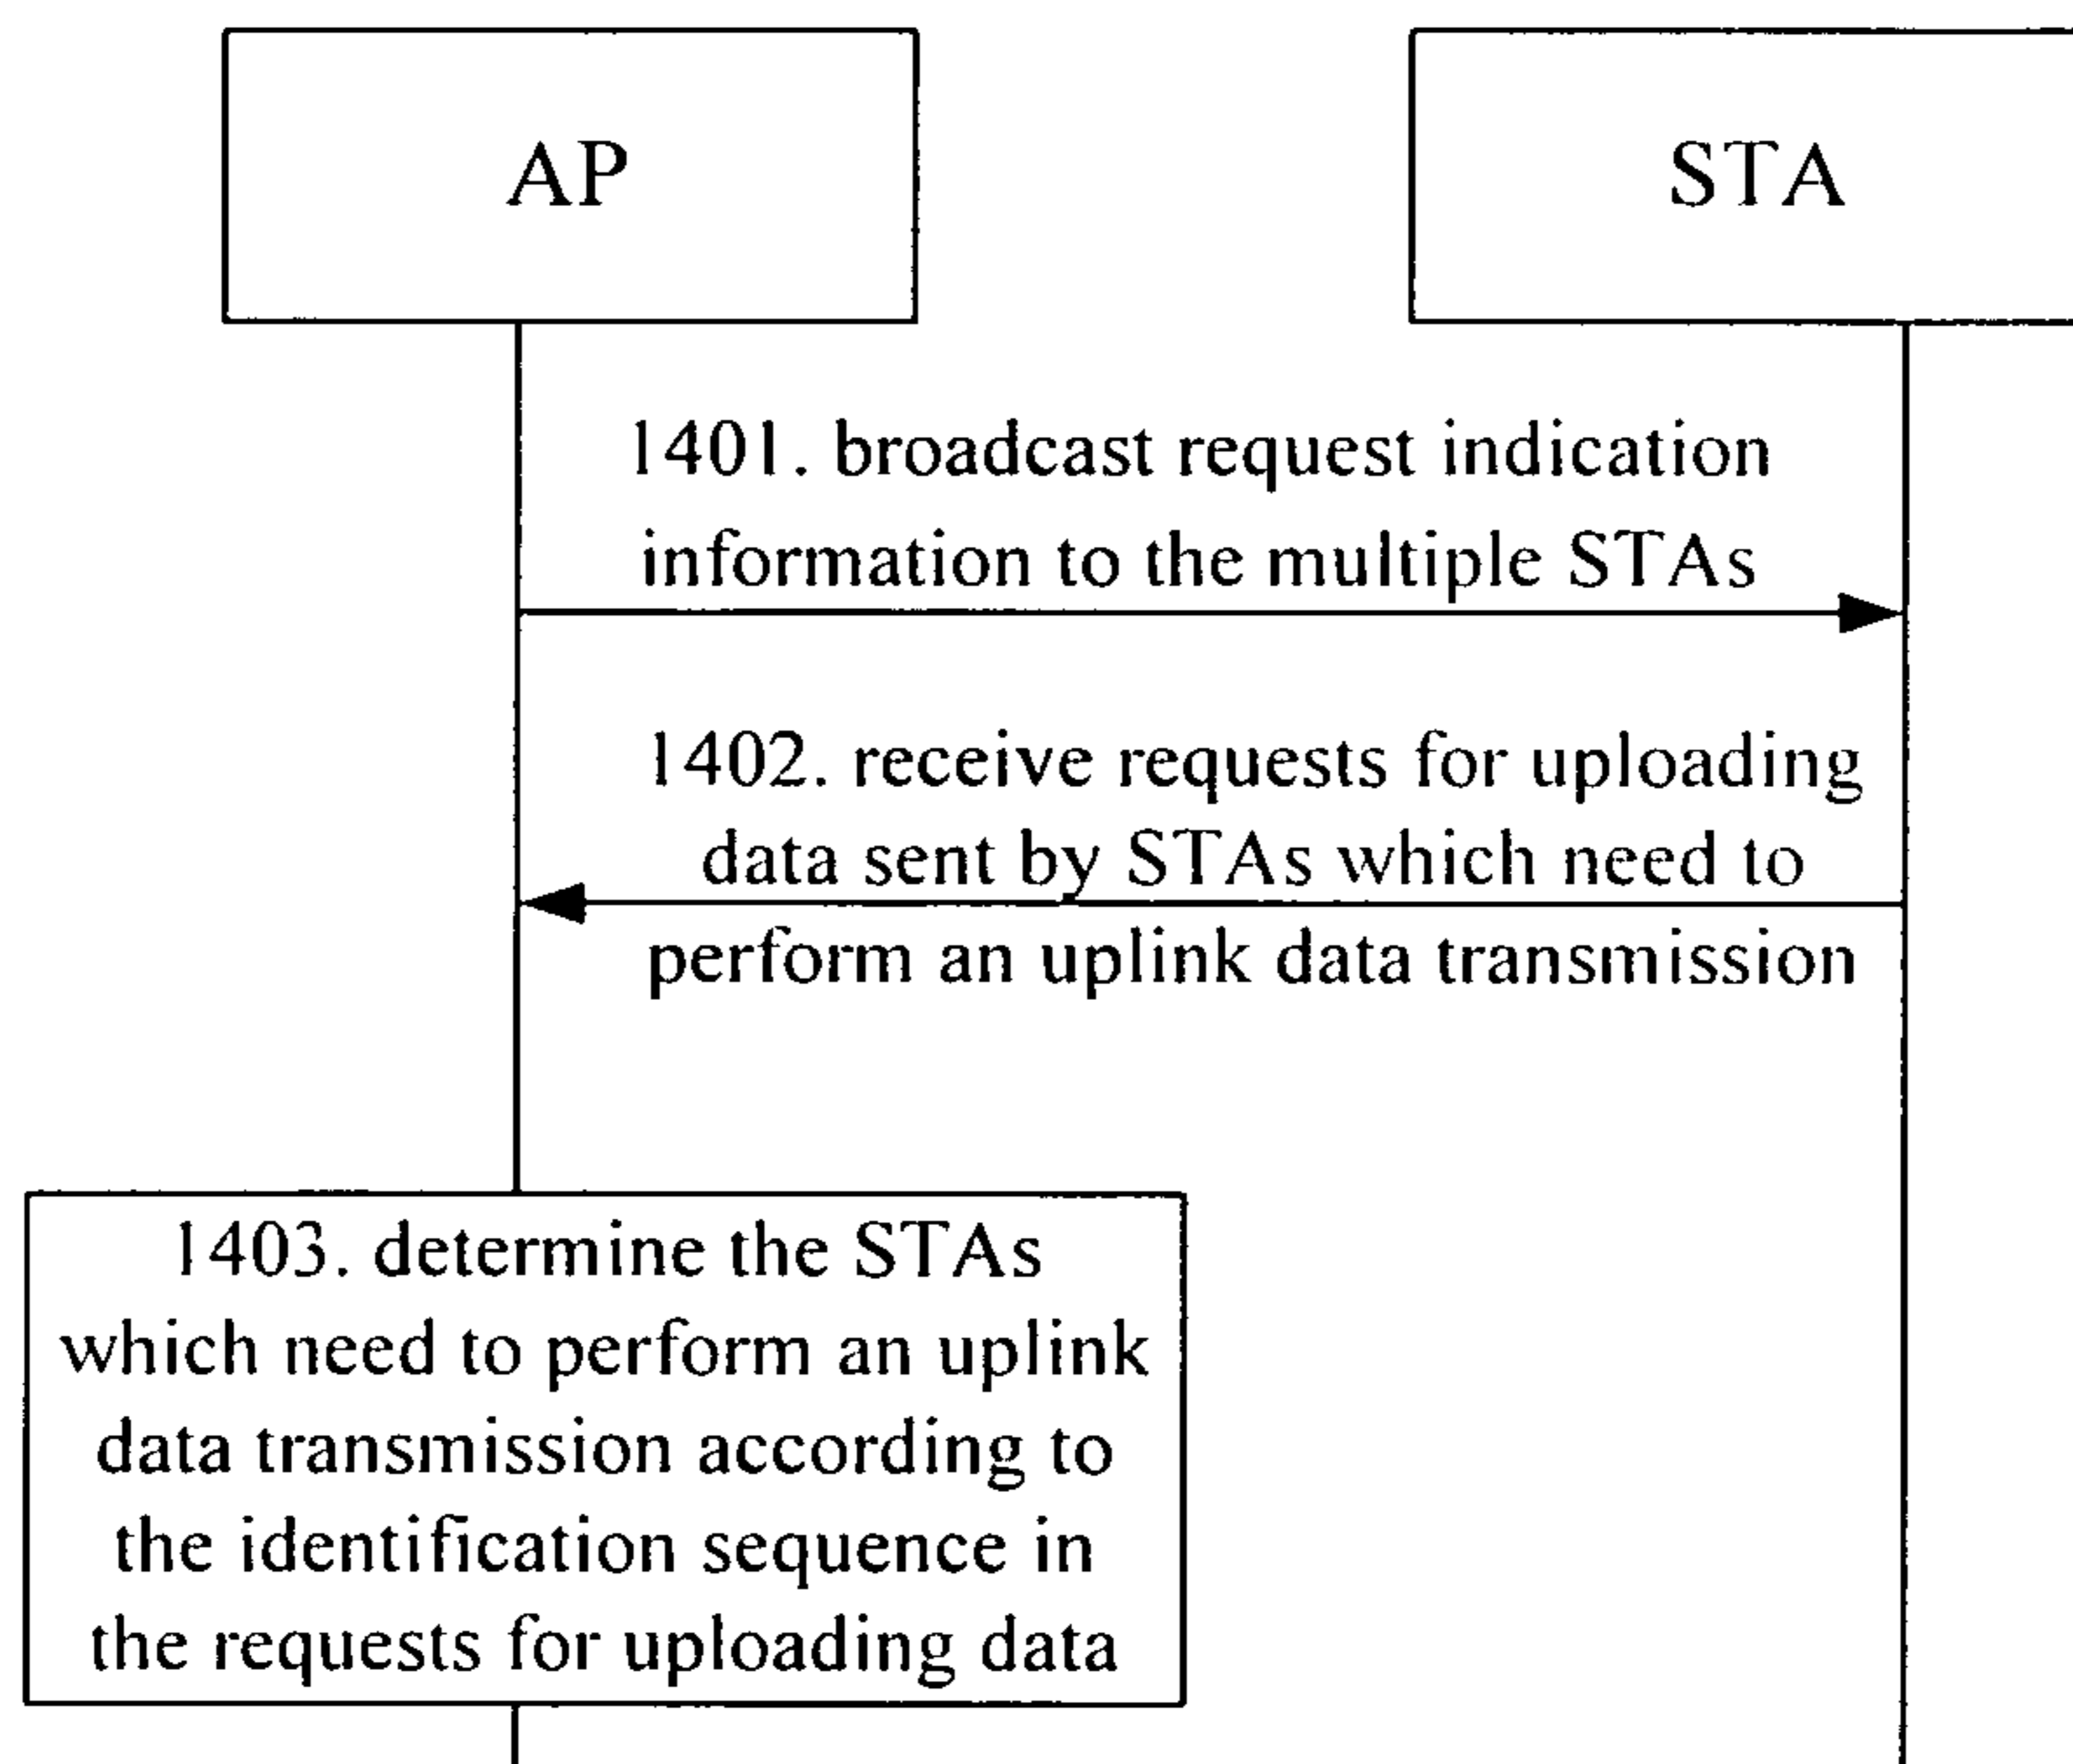 AP
STA
1401. broadcast request indication
information to the multiple STAs
1402. receive requests for uploading
data sent by STAs which need to
perform an uplink data transmission
1403. determine the STAs
which need to perform an uplink
data transmission according to
the identification sequence in
the requests for uploading data